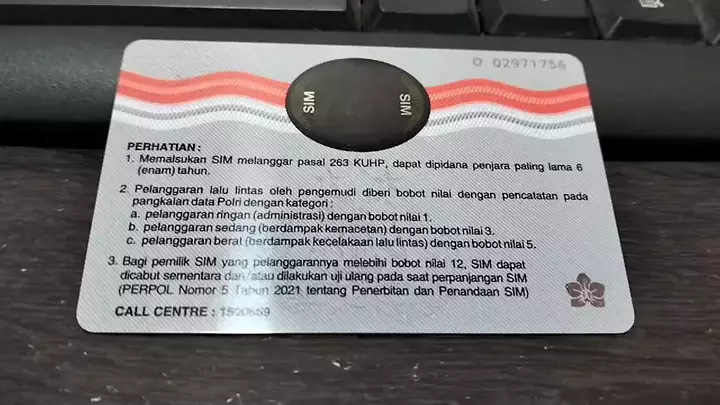 O 02971756
SIM SIM
PERHATIAN :
1. Memalsukan SIM melanggar pasal 263 KUHP, dapat dipidana penjara paling lama 6
(enam) tahun.
2. Pelanggaran lalu lintas oleh pengemudi diberi bobot nilai dengan pencatatan pada
pangkalan data Polri dengan kategori :
a. pelanggaran ringan (administrasi) dengan bobot nilai 1.
b. pelanggaran sedang (berdampak kemacetan) dengan bobot nilai 3.
c. pelanggaran berat (berdampak kecelakaan lalu lintas) dengan bobot nilai 5.
3. Bagi pemilik SIM yang pelanggarannya melebihi bobot nilai 12, SIM dapat
dicabut sementara dan/atau dilakukan uji ulang pada saat perpanjangan SIM
(PERPOL Nomor 5 Tahun 2021 tentang Penerbitan dan Penandaan SIM)
CALL CENTRE :